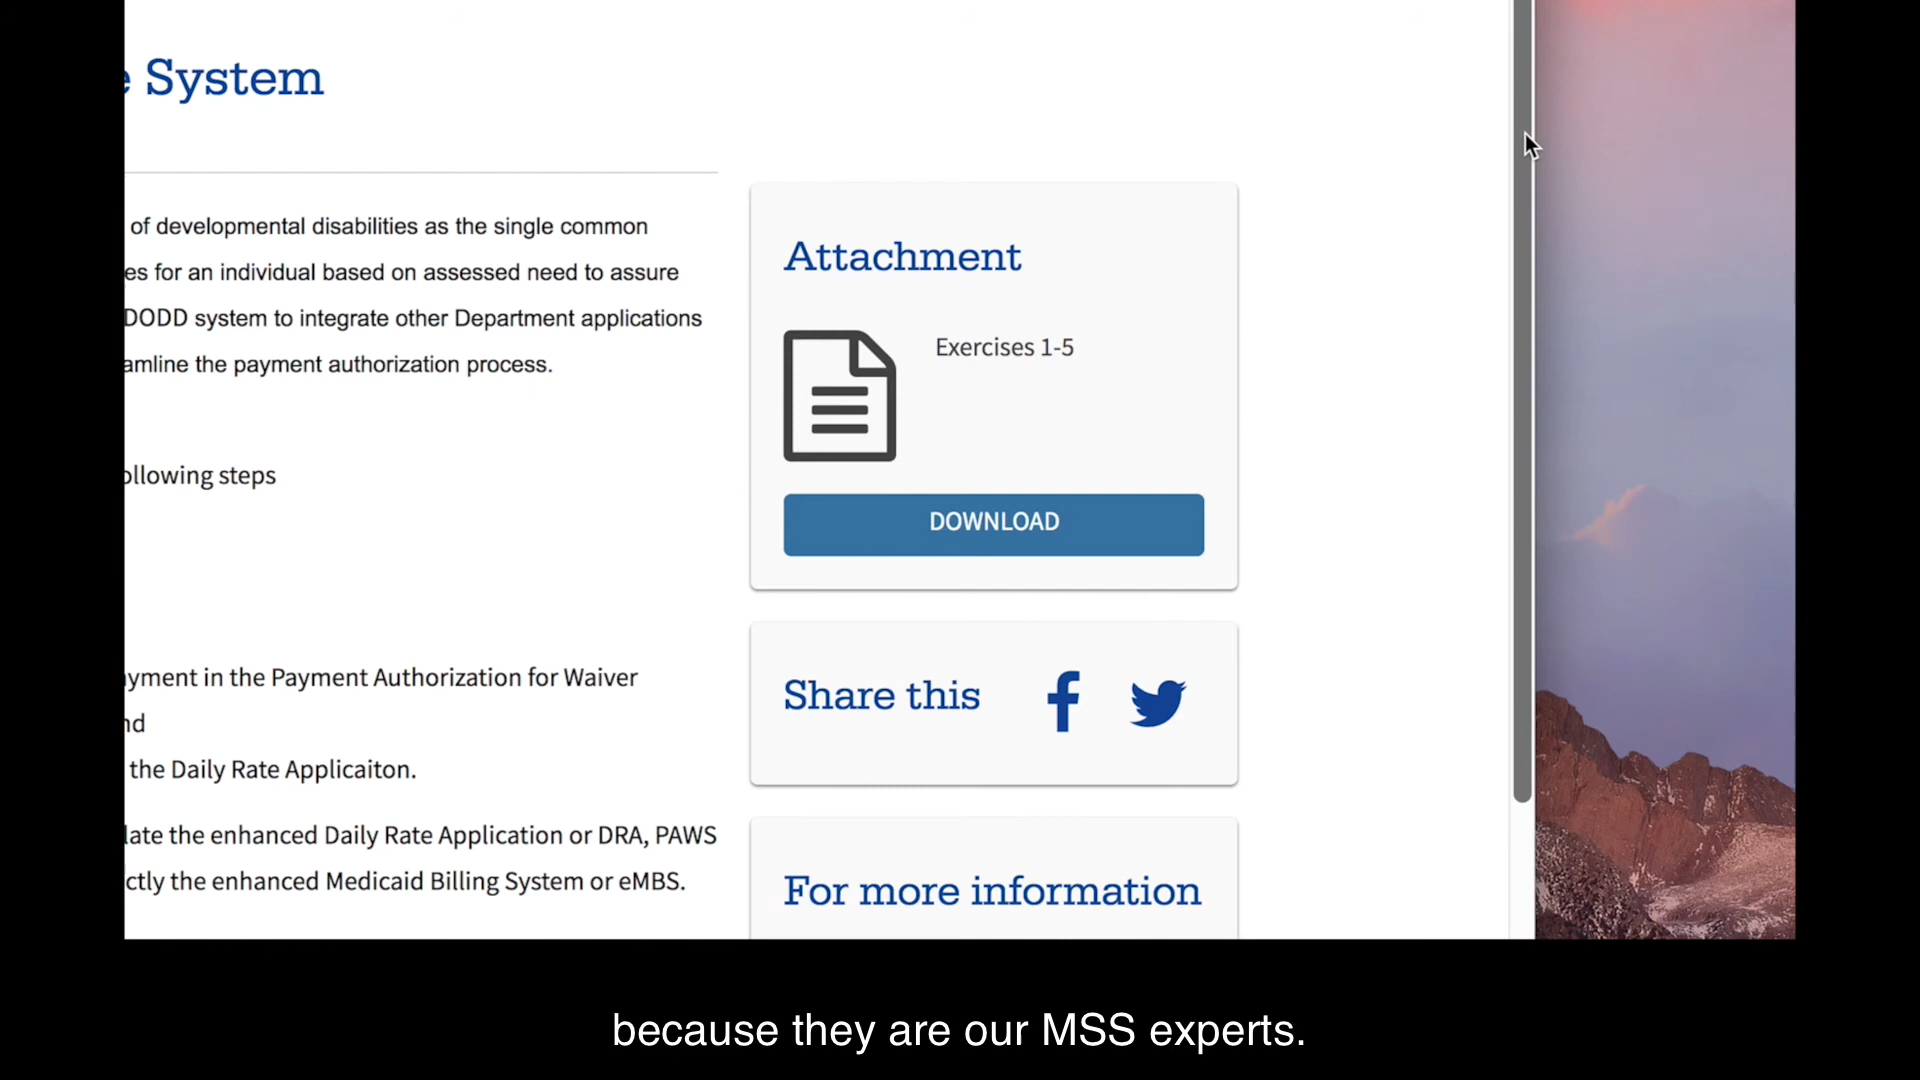 e System
of developmental disabilities as the single common
es for an individual based on assessed need to assure
DODD system to integrate other Department applications
amline the payment authorization process.
ollowing steps
yment in the Payment Authorization for Waiver
nd
the Daily Rate Applicaiton.
late the enhanced Daily Rate Application or DRA, PAWS
ctly the enhanced Medicaid Billing System or eMBS.
Attachment
Exercises 1-5
DOWNLOAD
Share this
For more information
because they are our MSS experts.